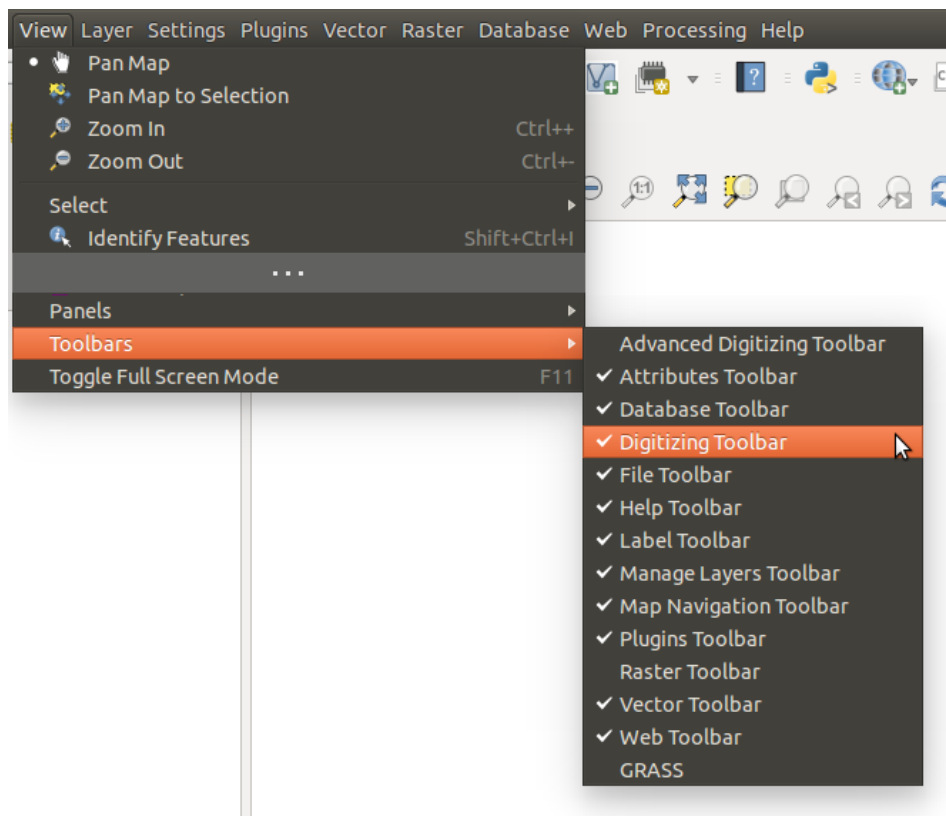 View Layer Settings Plugins Vector Raster Database Web Processing Help
Pan Map
Pan Map to Selection
Zoom In Ctrl++
Zoom Out Ctrl+-
Select
Identify Features Shift+Ctrl+I
...
Panels
Toolbars
Toggle Full Screen Mode F11
Advanced Digitizing Toolbar
Attributes Toolbar
Database Toolbar
Digitizing Toolbar
File Toolbar
Help Toolbar
Label Toolbar
Manage Layers Toolbar
Map Navigation Toolbar
Plugins Toolbar
Raster Toolbar
Vector Toolbar
Web Toolbar
GRASS
?
1:1